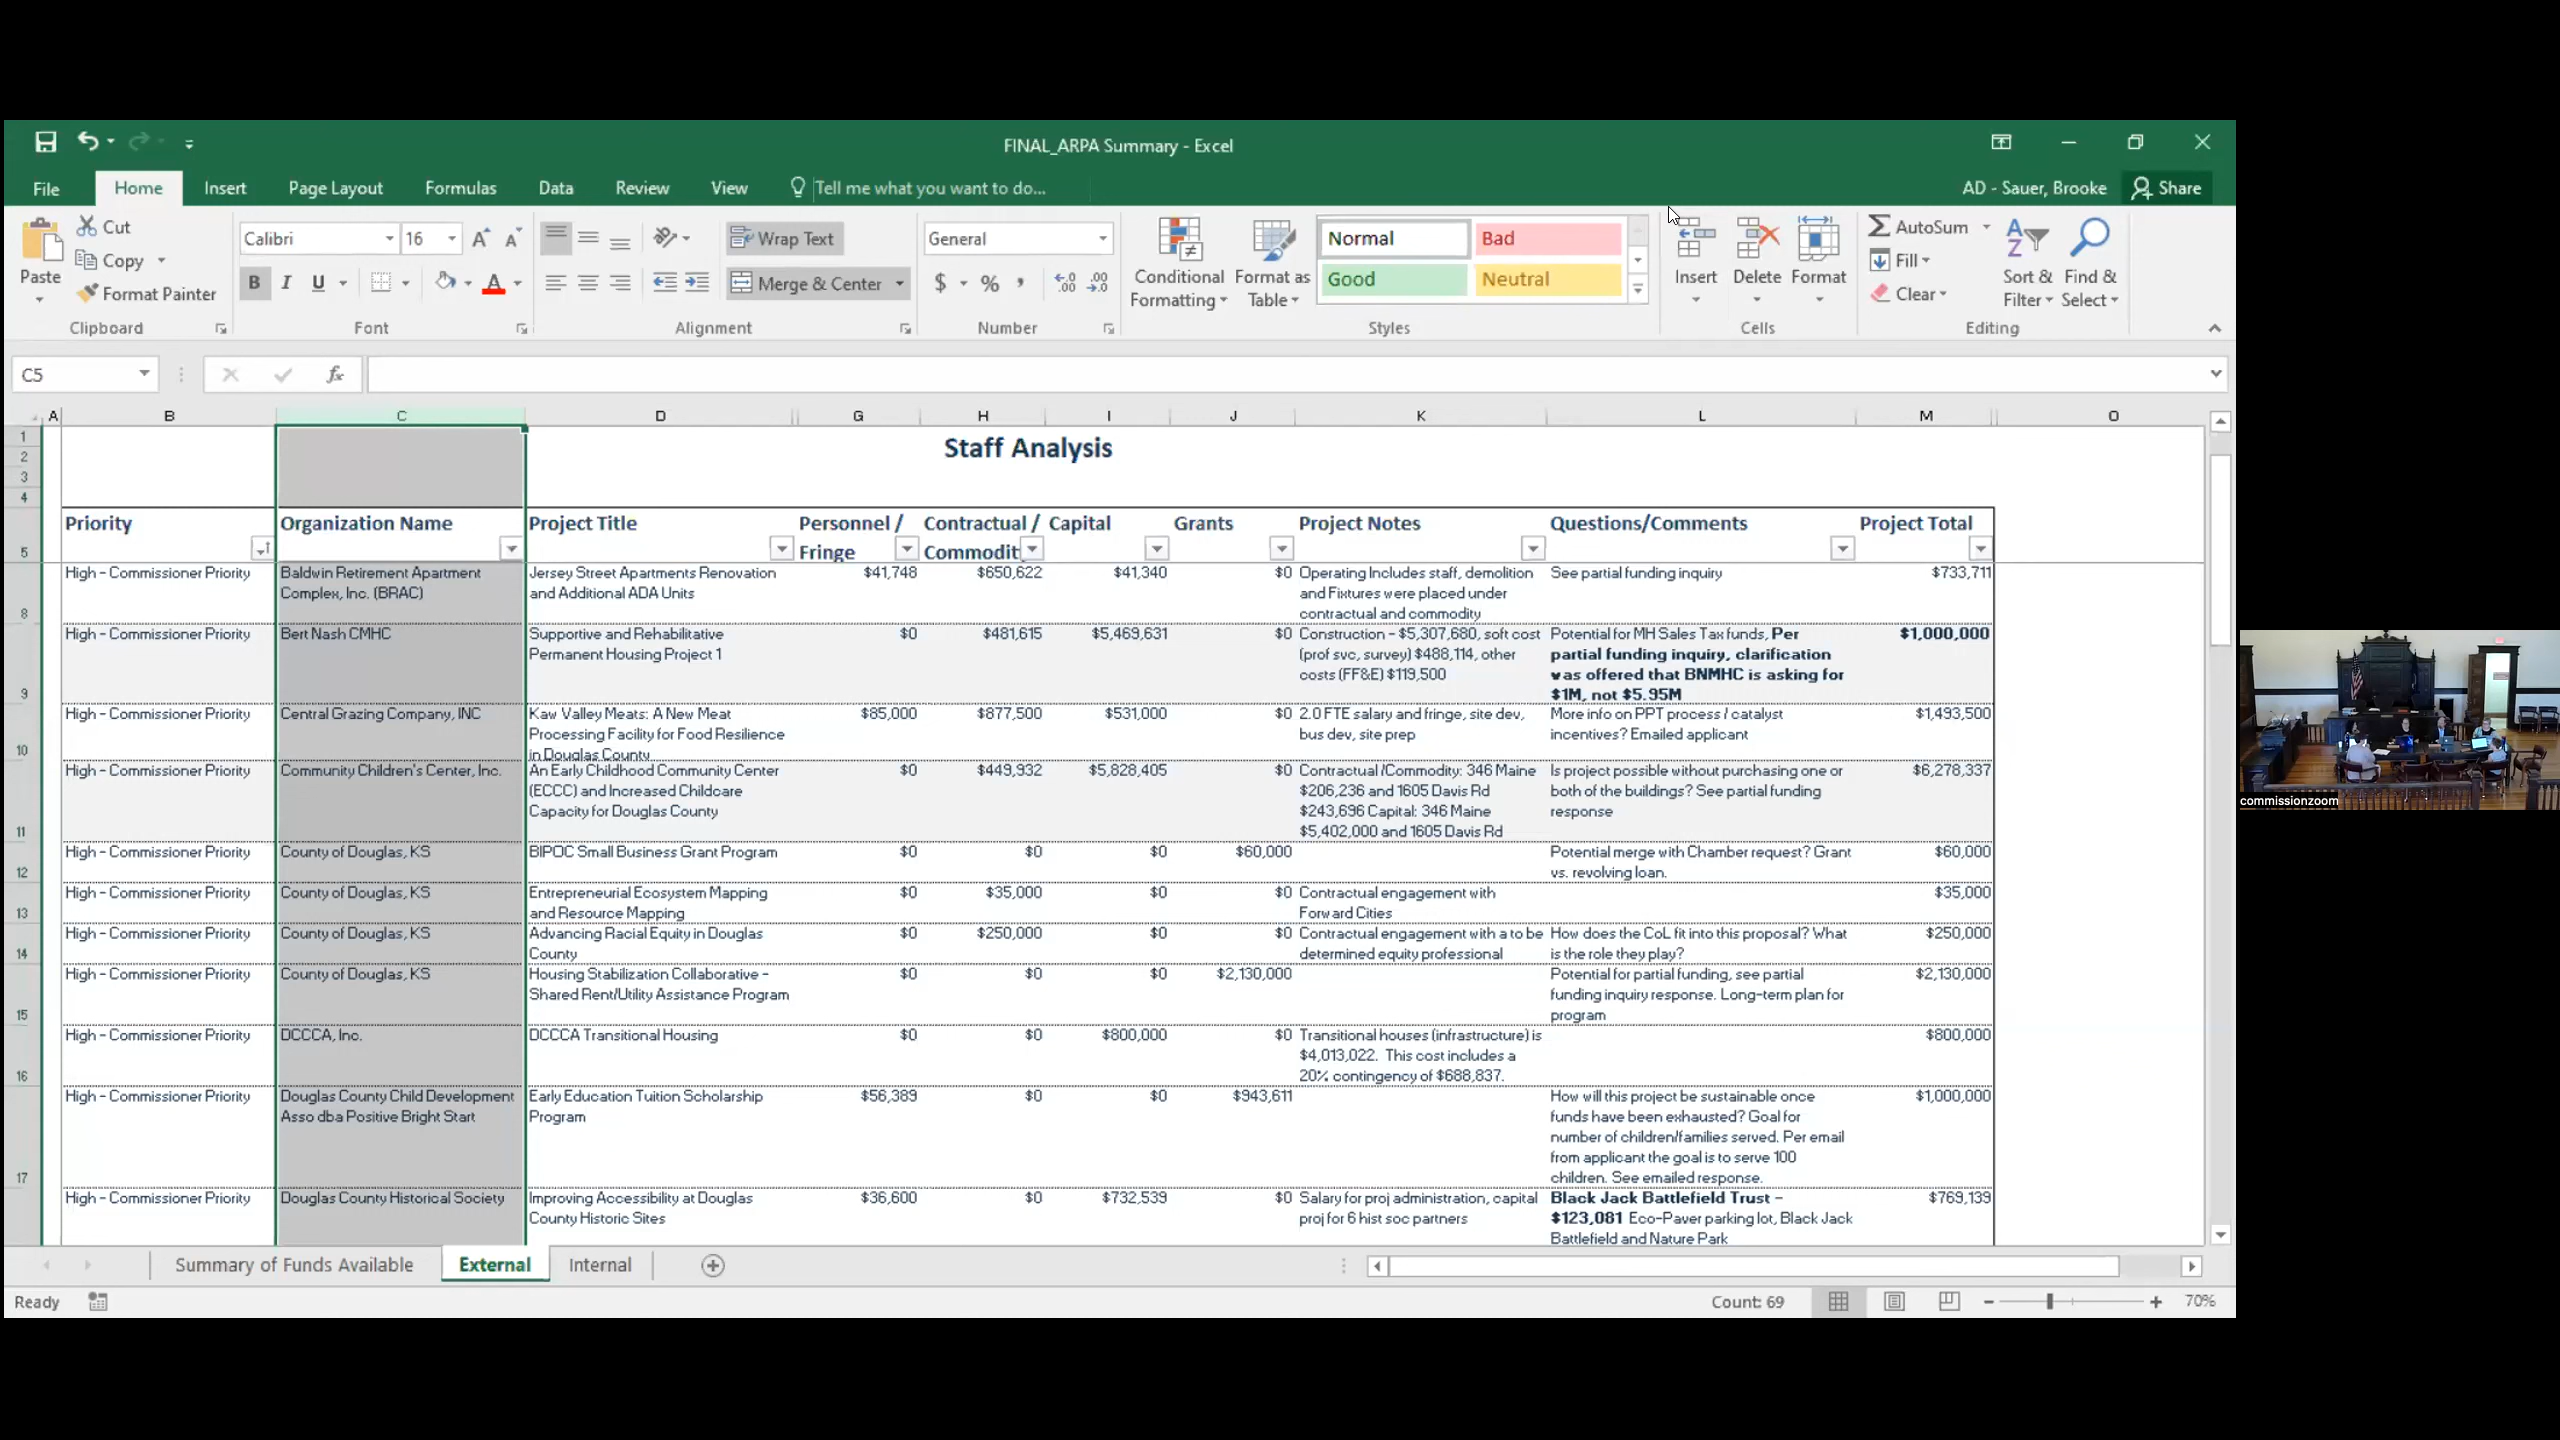 FINAL_ARPA Summary - Excel
File Home Insert Page Layout Formulas Data Review View Tell me what you want to do... AD - Sauer, Brooke Share
Paste
Cut
Copy
Format Painter
Clipboard
Calibri 16
B I U
Font
Wrap Text
Merge & Center
Alignment
General
$ % ,
Number
Conditional Formatting
Format as Table
Normal Bad
Good Neutral
Styles
Insert Delete Format
Cells
AutoSum
Fill
Clear
Sort & Filter
Find & Select
Editing
C5 fx
A B C D G H I J K L M O
1
2 Staff Analysis
3
4
5 Priority Organization Name Project Title Personnel / Fringe Contractual / Commodit Capital Grants Project Notes Questions/Comments Project Total
8 High - Commissioner Priority Baldwin Retirement Apartment Complex, Inc. (BRAC) Jersey Street Apartments Renovation and Additional ADA Units $41,748 $650,622 $41,340 $0 Operating Includes staff, demolition and Fixtures were placed under contractual and commodity See partial funding inquiry $733,711
9 High - Commissioner Priority Bert Nash CMHC Supportive and Rehabilitative Permanent Housing Project 1 $0 $481,615 $5,469,631 $0 Construction - $5,307,680, soft cost (prof svc, survey) $488,114, other costs (FF&E) $119,500 Potential for MH Sales Tax funds, Per partial funding inquiry, clarification was offered that BNMHC is asking for $1M, not $5.95M $1,000,000
10 High - Commissioner Priority Central Grazing Company, INC Kaw Valley Meats: A New Meat Processing Facility for Food Resilience in Douglas County $85,000 $877,500 $531,000 $0 2.0 FTE salary and fringe, site dev, bus dev, site prep More info on PPT process / catalyst incentives? Emailed applicant $1,493,500
11 High - Commissioner Priority Community Children's Center, Inc. An Early Childhood Community Center (ECCC) and Increased Childcare Capacity for Douglas County $0 $449,932 $5,828,405 $0 Contractual /Commodity: 346 Maine $206,236 and 1605 Davis Rd $243,696 Capital: 346 Maine $5,402,000 and 1605 Davis Rd Is project possible without purchasing one or both of the buildings? See partial funding response $6,278,337
12 High - Commissioner Priority County of Douglas, KS BIPOC Small Business Grant Program $0 $0 $0 $60,000 Potential merge with Chamber request? Grant vs. revolving loan. $60,000
13 High - Commissioner Priority County of Douglas, KS Entrepreneurial Ecosystem Mapping and Resource Mapping $0 $35,000 $0 $0 Contractual engagement with Forward Cities $35,000
14 High - Commissioner Priority County of Douglas, KS Advancing Racial Equity in Douglas County $0 $250,000 $0 $0 Contractual engagement with a to be determined equity professional How does the CoL fit into this proposal? What is the role they play? $250,000
15 High - Commissioner Priority County of Douglas, KS Housing Stabilization Collaborative - Shared Rent/Utility Assistance Program $0 $0 $0 $2,130,000 Potential for partial funding, see partial funding inquiry response. Long-term plan for program $2,130,000
16 High - Commissioner Priority DCCCA, Inc. DCCCA Transitional Housing $0 $0 $800,000 $0 Transitional houses (infrastructure) is $4,013,022. This cost includes a 20% contingency of $688,837. $800,000
17 High - Commissioner Priority Douglas County Child Development Asso dba Positive Bright Start Early Education Tuition Scholarship Program $56,389 $0 $0 $943,611 How will this project be sustainable once funds have been exhausted? Goal for number of children/families served. Per email from applicant the goal is to serve 100 children. See emailed response. $1,000,000
High - Commissioner Priority Douglas County Historical Society Improving Accessibility at Douglas County Historic Sites $36,600 $0 $732,539 $0 Salary for proj administration, capital proj for 6 hist soc partners Black Jack Battlefield Trust - $123,081 Eco-Paver parking lot, Black Jack Battlefield and Nature Park $769,139
Summary of Funds Available External Internal
Ready Count: 69 70%
commissionzoom